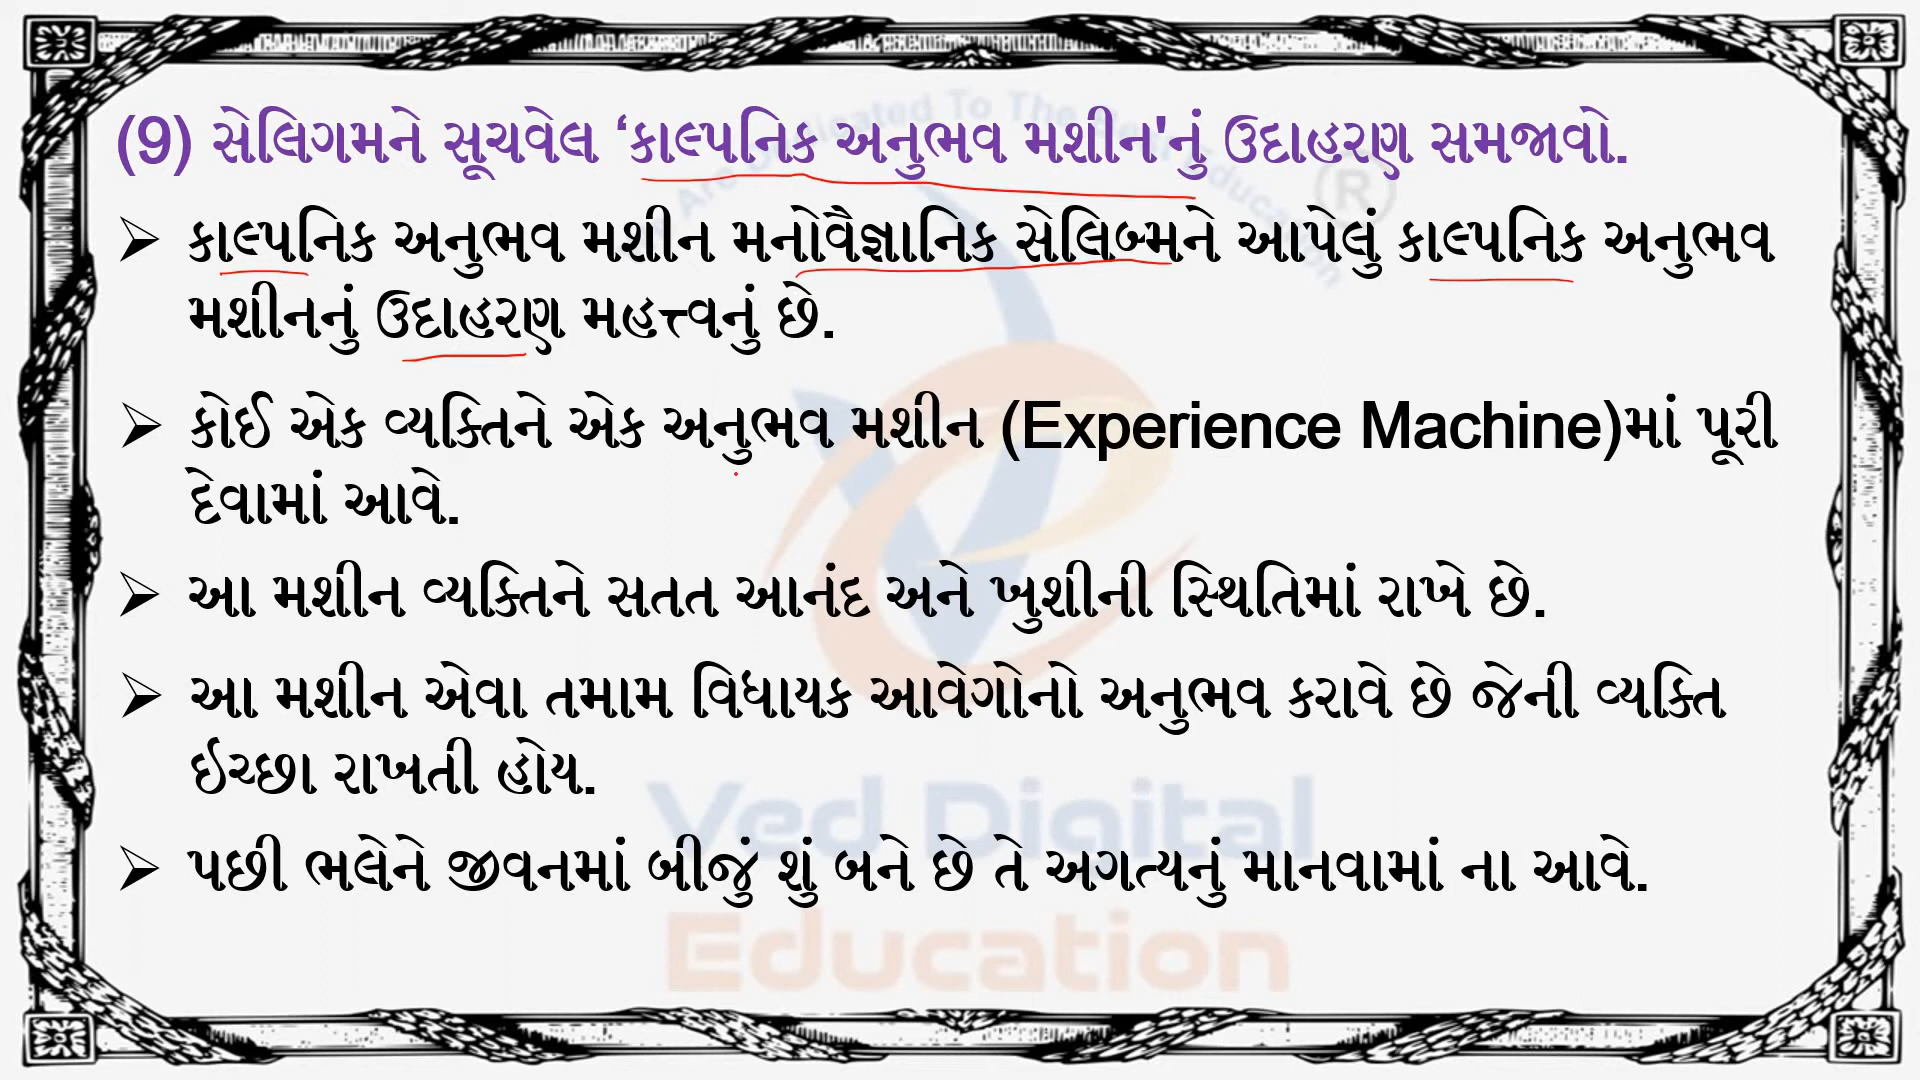 (9) સેલિગમને સૂચવેલ ‘કાલ્પનિક અનુભવ મશીન'નું ઉદાહરણ સમજાવો.
➢ કાલ્પનિક અનુભવ મશીન મનોવૈજ્ઞાનિક સેલિબ્મને આપેલું કાલ્પનિક અનુભવ
મશીનનું ઉદાહરણ મહત્ત્વનું છે.
➢ કોઈ એક વ્યક્તિને એક અનુભવ મશીન (Experience Machine)માં પૂરી
દેવામાં આવે.
➢ આ મશીન વ્યક્તિને સતત આનંદ અને ખુશીની સ્થિતિમાં રાખે છે.
➢ આ મશીન એવા તમામ વિધાયક આવેગોનો અનુભવ કરાવે છે જેની વ્યક્તિ
ઈચ્છા રાખતી હોય.
➢ પછી ભલેને જીવનમાં બીજું શું બને છે તે અગત્યનું માનવામાં ના આવે.
Ved Digital
Education